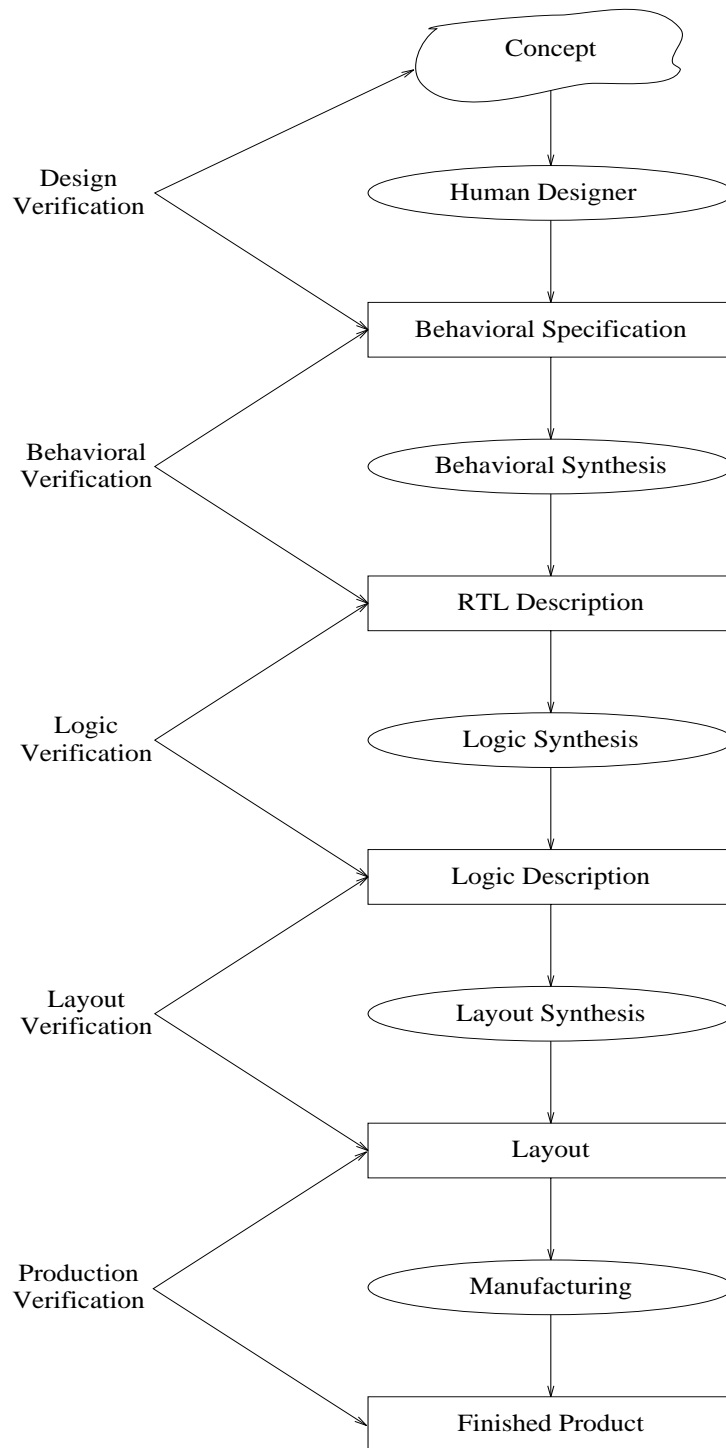 Concept
Design
Verification
Human Designer
Behavioral Specification
Behavioral
Verification
Behavioral Synthesis
RTL Description
Logic
Verification
Logic Synthesis
Logic Description
Layout
Verification
Layout Synthesis
Layout
Production
Verification
Manufacturing
Finished Product